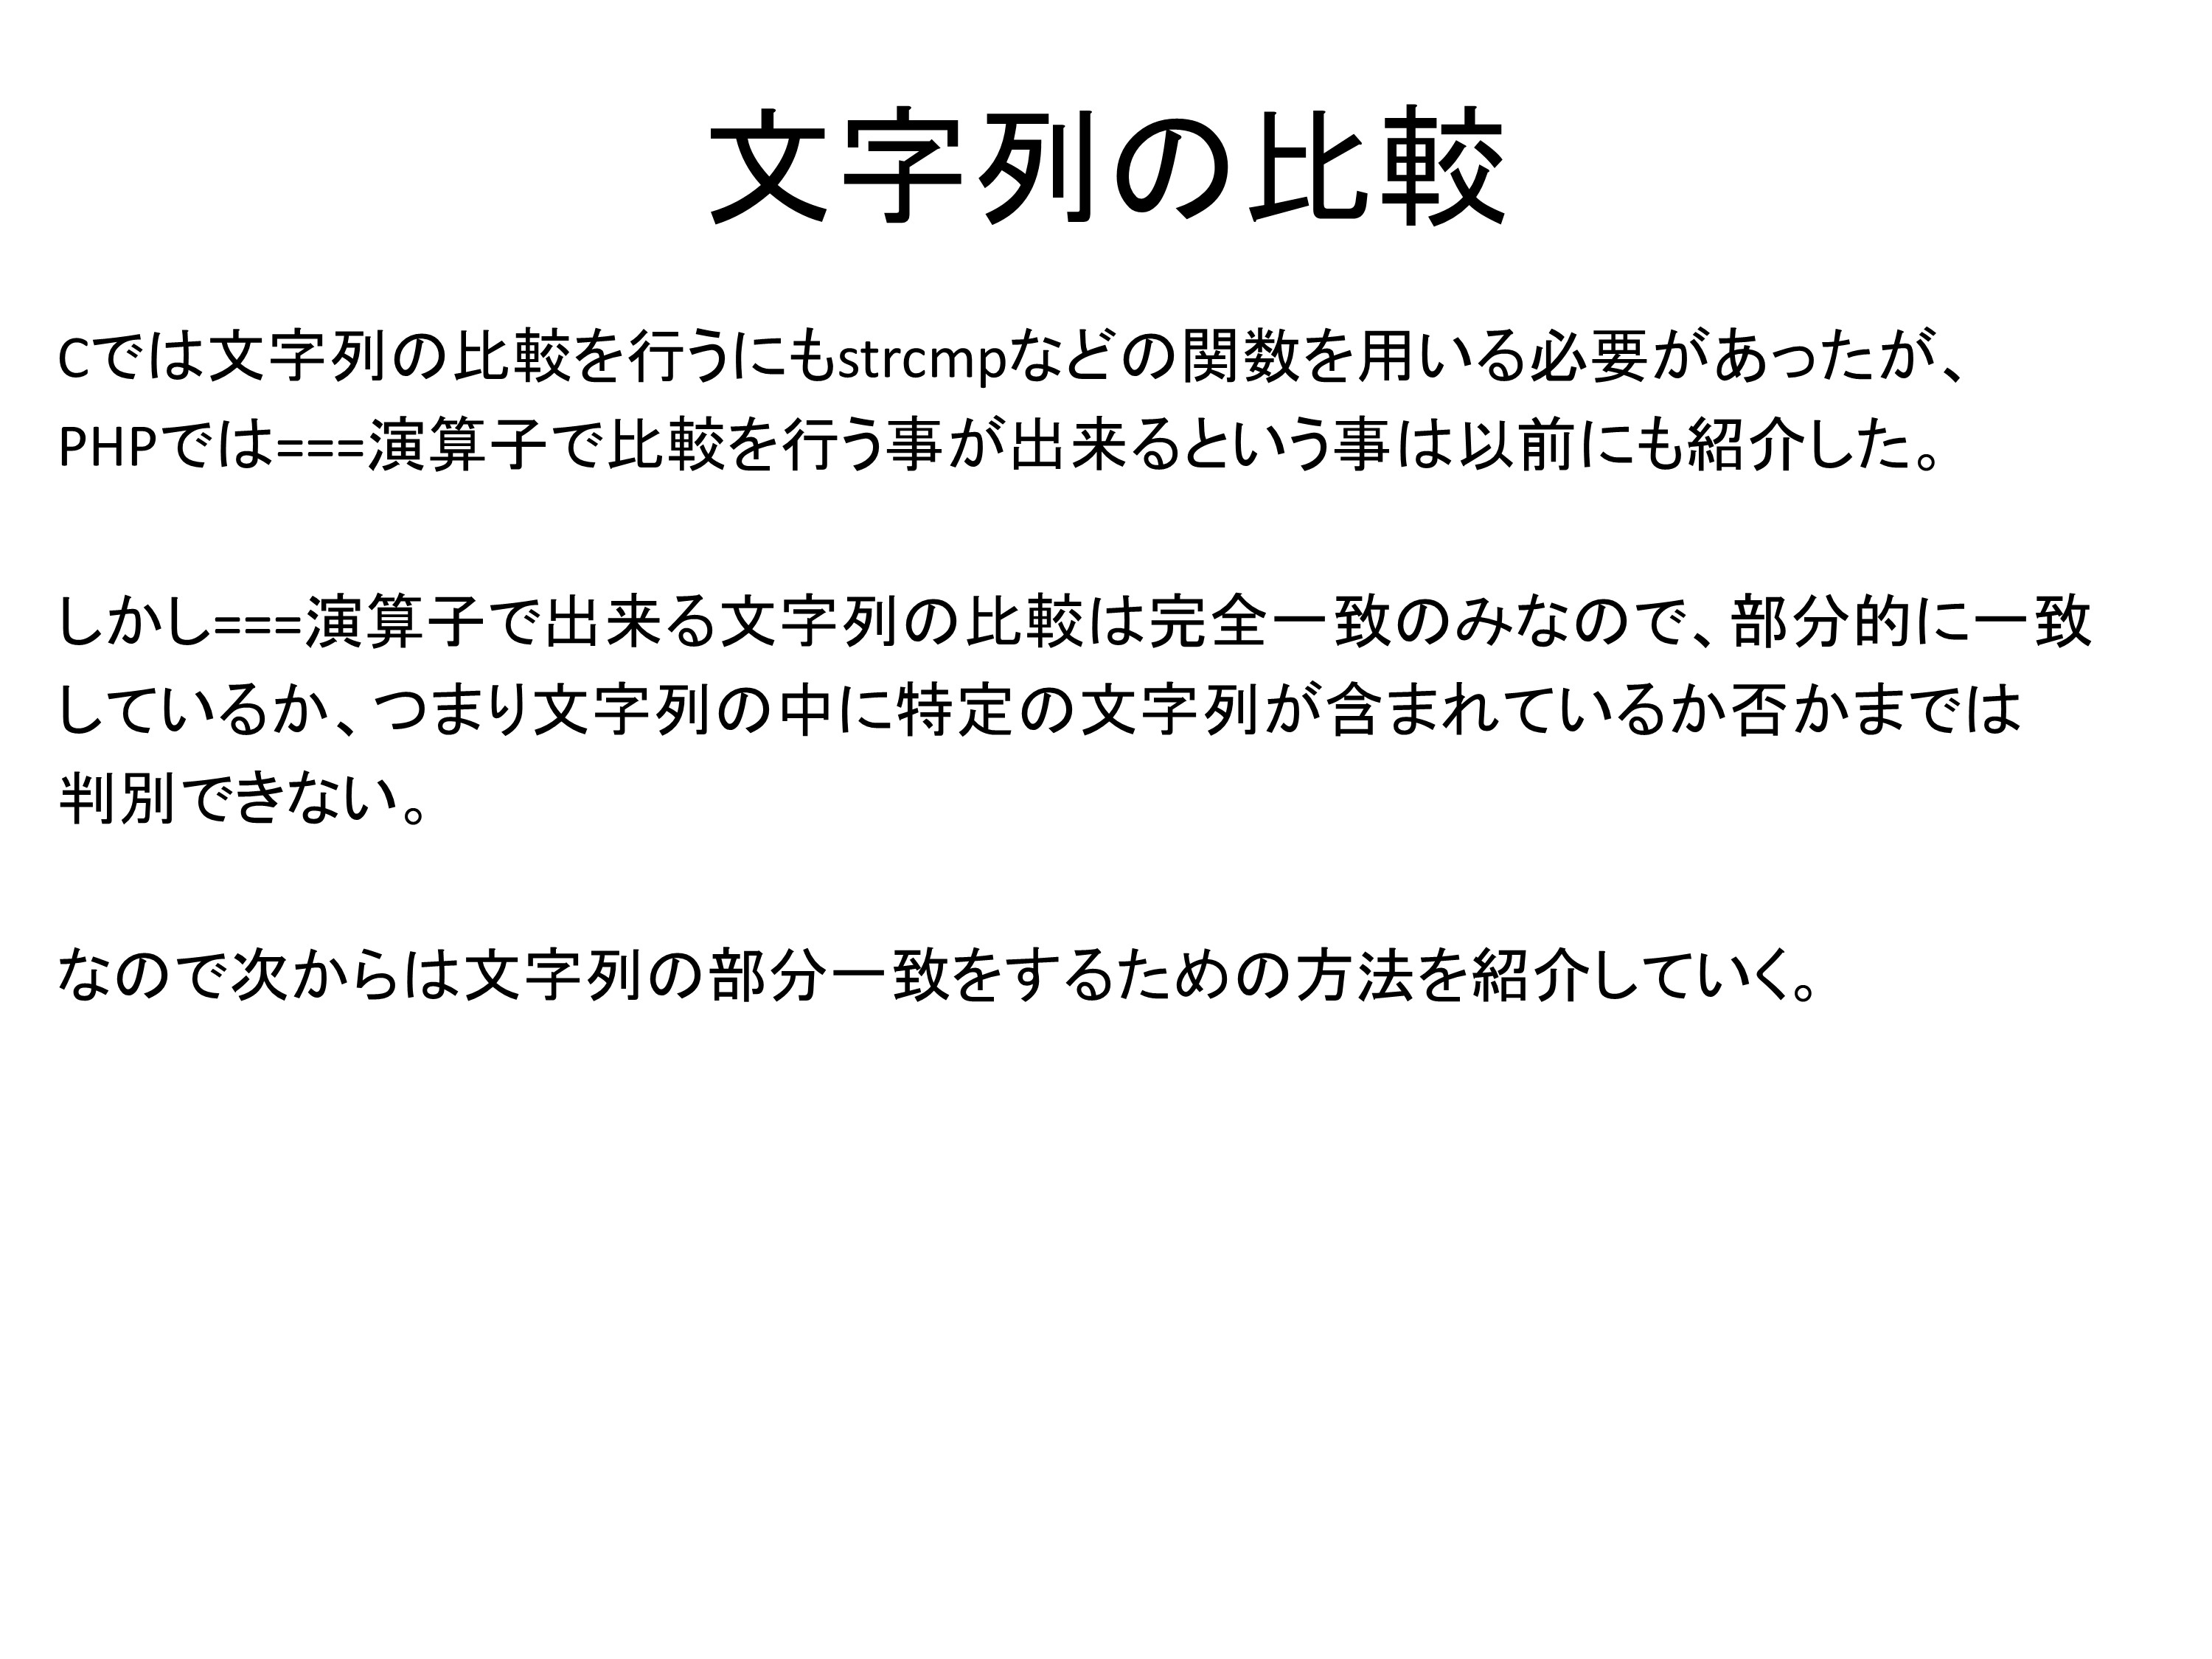 文字列の比較
Cでは文字列の比較を行うにもstrcmpなどの関数を用いる必要があったが、
PHPでは===演算子で比較を行う事が出来るという事は以前にも紹介した。
しかし===演算子で出来る文字列の比較は完全一致のみなので、部分的に一致
しているか、つまり文字列の中に特定の文字列が含まれているか否かまでは
判別できない。
なので次からは文字列の部分一致をするための方法を紹介していく。